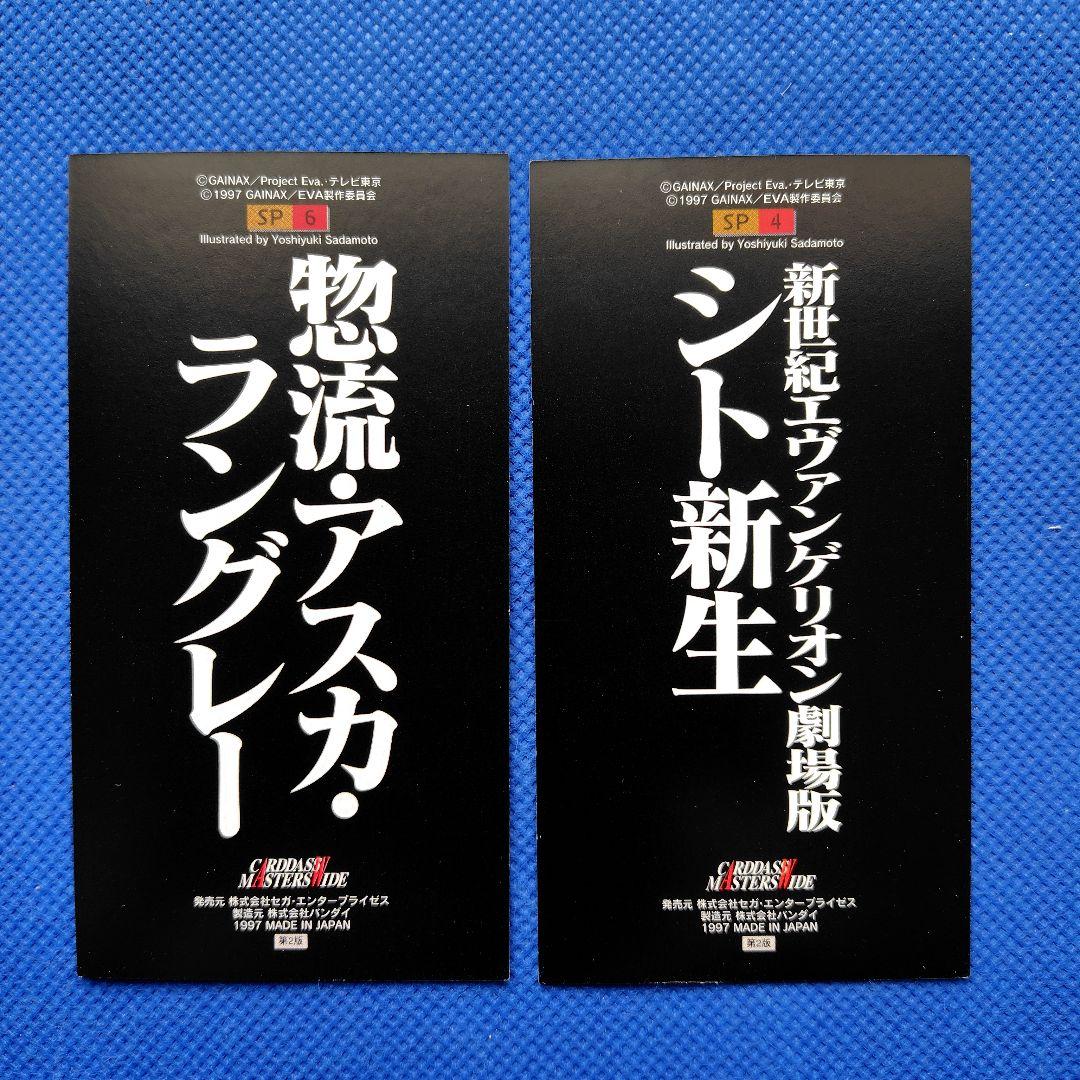 ©GAINAX／Project Eva.・テレビ東京
©1997 GAINAX／EVA製作委員会
SP 6
Illustrated by Yoshiyuki Sadamoto
惣流・アスカ・
ラングレー
CARDDASS
MASTERS WIDE
発売元 株式会社セガ・エンタープライゼス
製造元 株式会社バンダイ
1997 MADE IN JAPAN
第2版
©GAINAX／Project Eva.・テレビ東京
©1997 GAINAX／EVA製作委員会
SP 4
Illustrated by Yoshiyuki Sadamoto
新世紀エヴァンゲリオン劇場版
シト新生
CARDDASS
MASTERS WIDE
発売元 株式会社セガ・エンタープライゼス
製造元 株式会社バンダイ
1997 MADE IN JAPAN
第2版